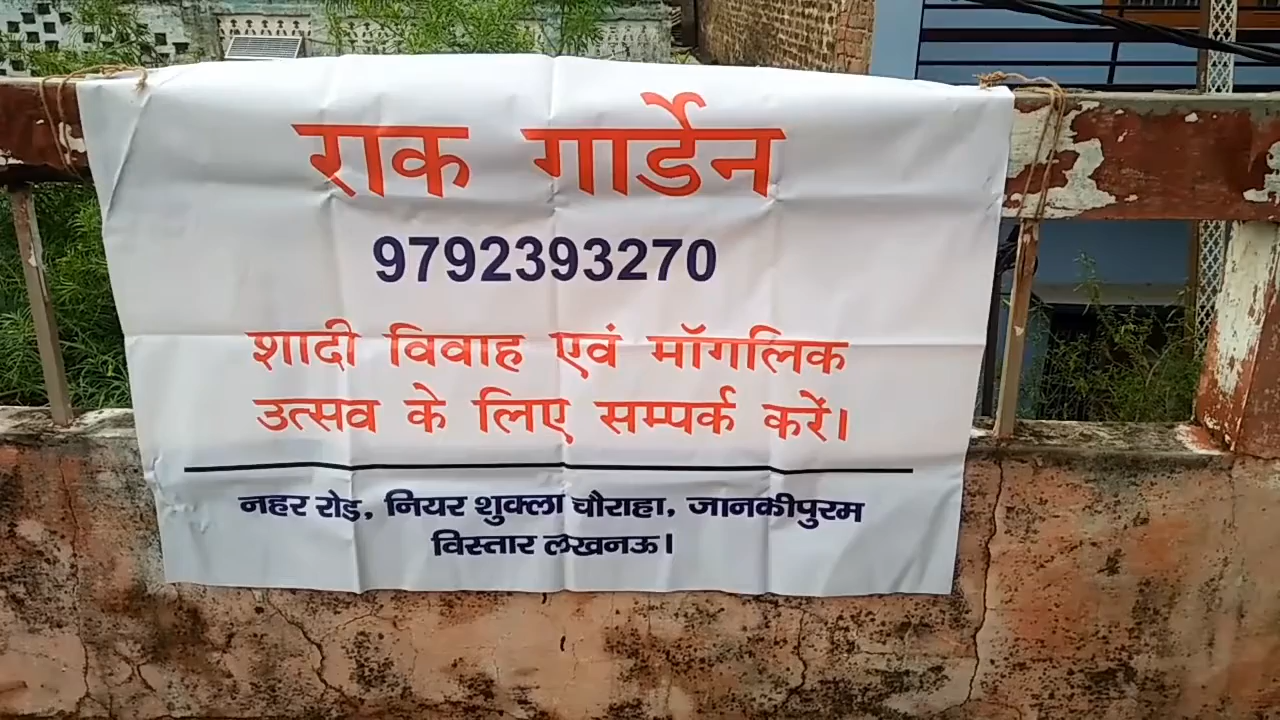 राक गार्डेन
9792393270
शादी विवाह एवं मॉगलिक
उत्सव के लिए सम्पर्क करें।
नहर रोड़, नियर शुक्ला चौराहा, जानकीपुरम
विस्तार लखनऊ।